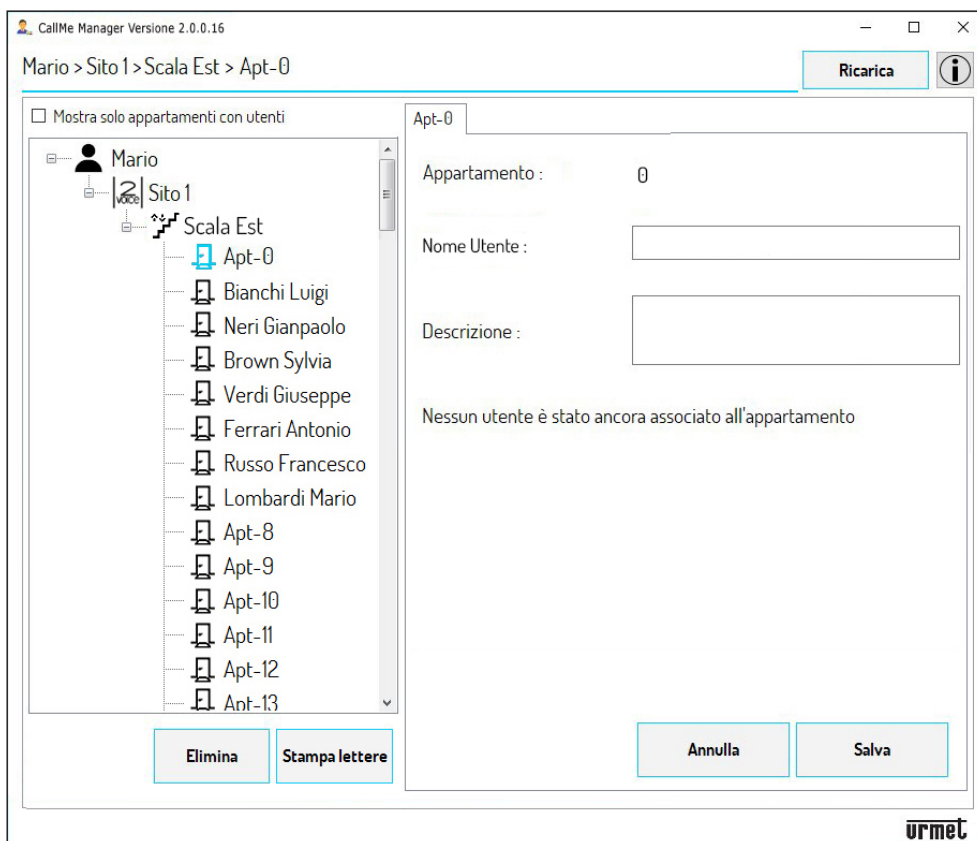 CallMe Manager Versione 2.0.0.16
Mario > Sito 1 > Scala Est > Apt-0
Ricarica
i
Mostra solo appartamenti con utenti
Mario
2 VOICE Sito 1
Scala Est
Apt-0
Bianchi Luigi
Neri Gianpaolo
Brown Sylvia
Verdi Giuseppe
Ferrari Antonio
Russo Francesco
Lombardi Mario
Apt-8
Apt-9
Apt-10
Apt-11
Apt-12
Apt-13
Elimina
Stampa lettere
Apt-0
Appartamento : 0
Nome Utente :
Descrizione :
Nessun utente è stato ancora associato all'appartamento
Annulla
Salva
urmet